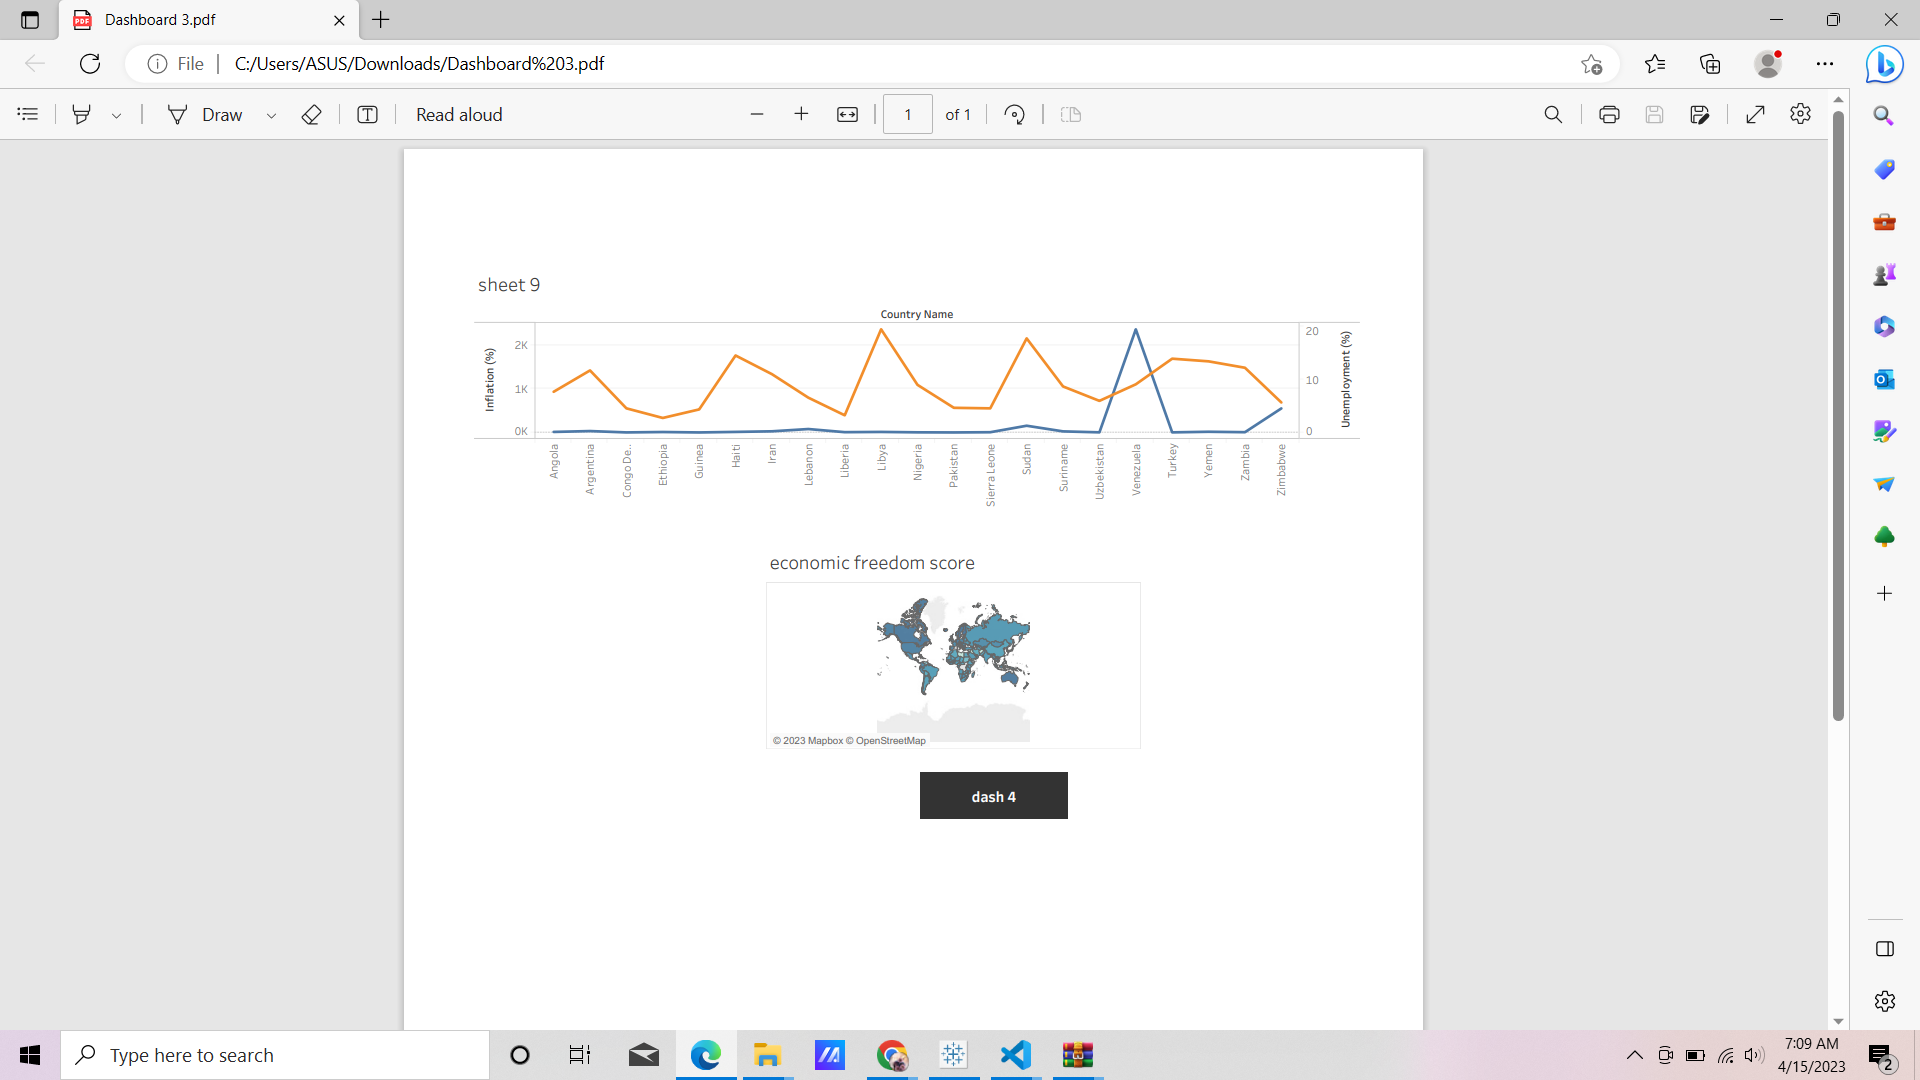 Dashboard 3.pdf
File
C:/Users/ASUS/Downloads/Dashboard%203.pdf
Draw
Read aloud
1
of 1
sheet 9
Country Name
Inflation (%)
2K
1K
0K
20
10
0
Unemployment (%)
Angola
Argentina
Congo De..
Ethiopia
Guinea
Haiti
Iran
Lebanon
Liberia
Libya
Nigeria
Pakistan
Sierra Leone
Sudan
Suriname
Uzbekistan
Venezuela
Turkey
Yemen
Zambia
Zimbabwe
economic freedom score
© 2023 Mapbox © OpenStreetMap
dash 4
Type here to search
7:09 AM
4/15/2023
2